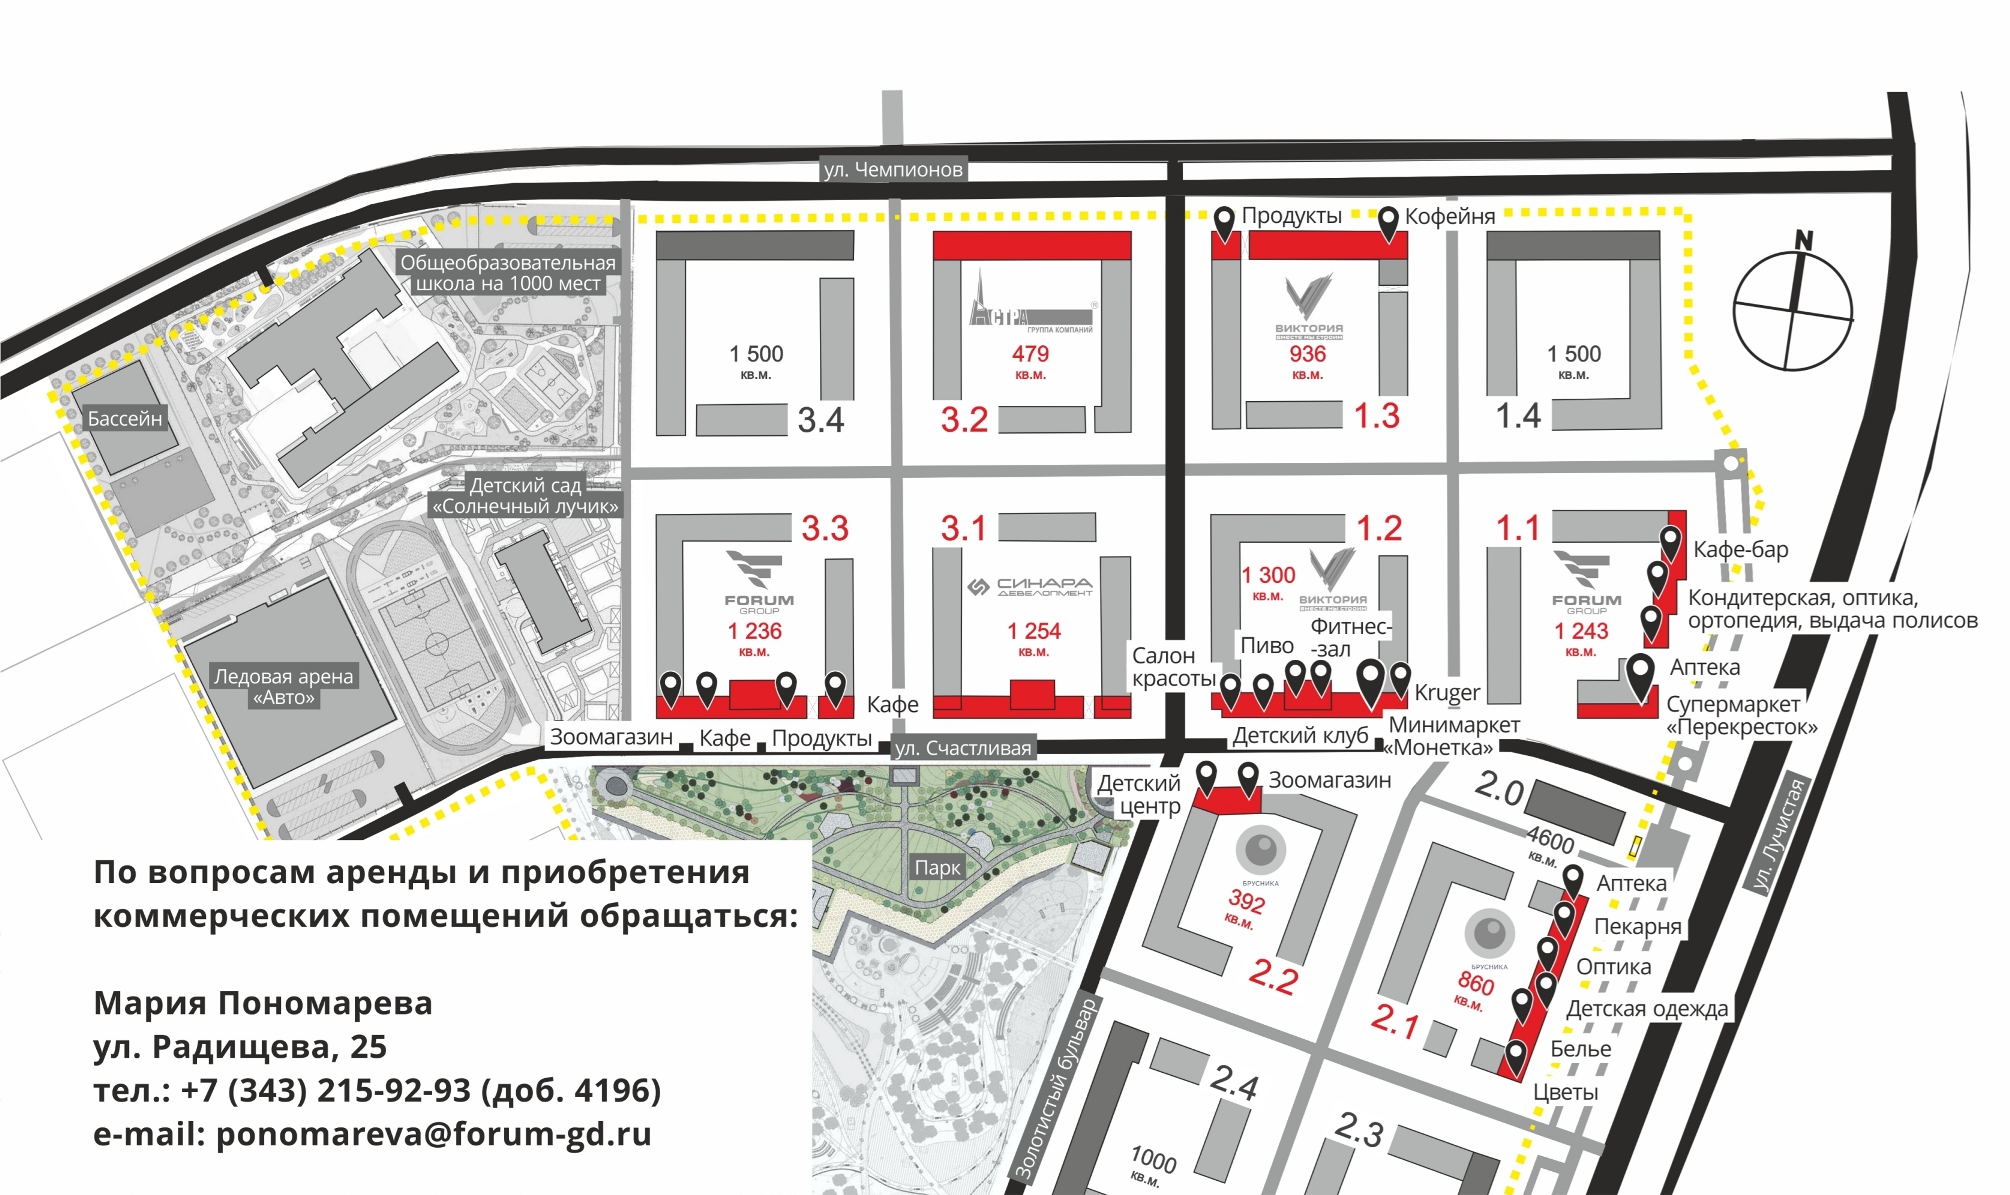 ул. Чемпионов
Продукты
Кофейня
N
Общеобразовательная
школа на 1000 мест
Бассейн
1 500
кв.м.
3.4
АСТРА
ГРУППА КОМПАНИЙ
479
кв.м.
3.2
ВИКТОРИЯ
ВМЕСТЕ МЫ СТРОИМ
936
кв.м.
1.3
1 500
кв.м.
1.4
Детский сад
«Солнечный лучик»
3.3
FORUM
GROUP
1 236
кв.м.
3.1
СИНАРА
ДЕВЕЛОПМЕНТ
1 254
кв.м.
1.2
1 300
кв.м.
ВИКТОРИЯ
ВМЕСТЕ МЫ СТРОИМ
Фитнес-
-зал
Пиво
Салон
красоты
1.1
FORUM
GROUP
1 243
кв.м.
Кафе-бар
Кондитерская, оптика,
ортопедия, выдача полисов
Аптека
Супермаркет
«Перекресток»
Ледовая арена
«Авто»
Кафе
Kruger
Зоомагазин
Кафе
Продукты
ул. Счастливая
Детский клуб
Минимаркет
«Монетка»
Детский
центр
Зоомагазин
2.0
4600
кв.м.
ул. Лучистая
Парк
БРУСНИКА
392
кв.м.
2.2
БРУСНИКА
860
кв.м.
2.1
Аптека
Пекарня
Оптика
Детская одежда
Белье
Цветы
Золотистый бульвар
2.4
1000
кв.м.
2.3
По вопросам аренды и приобретения
коммерческих помещений обращаться:
Мария Пономарева
ул. Радищева, 25
тел.: +7 (343) 215-92-93 (доб. 4196)
e-mail: ponomareva@forum-gd.ru